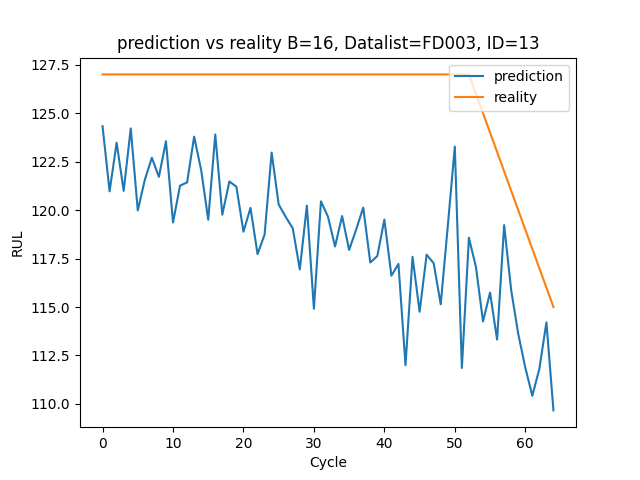 prediction vs reality B=16, Datalist=FD003, ID=13
127.5
125.0
122.5
120.0
117.5
115.0
112.5
110.0
RUL
prediction
reality
0 10 20 30 40 50 60
Cycle